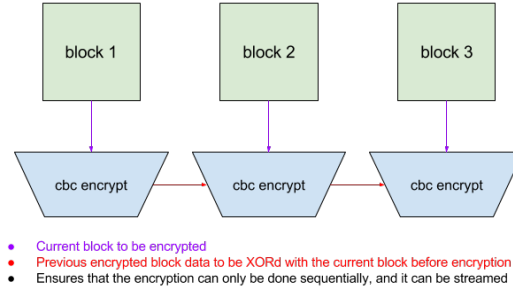 block 1 block 2 block 3
cbc encrypt cbc encrypt cbc encrypt
Current block to be encrypted
Previous encrypted block data to be XORd with the current block before encryption
Ensures that the encryption can only be done sequentially, and it can be streamed